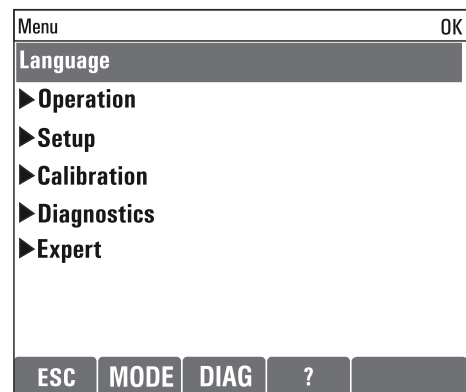 Menu OK
Language
▶Operation
▶Setup
▶Calibration
▶Diagnostics
▶Expert
ESC MODE DIAG ?